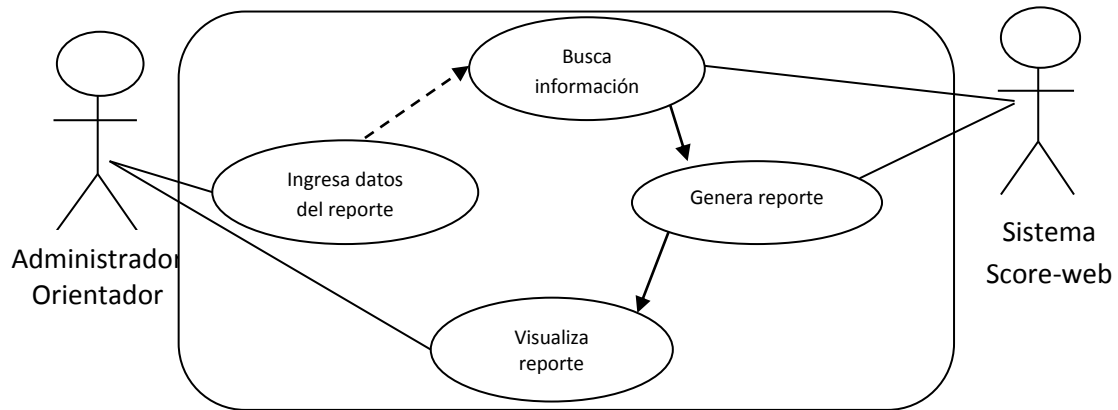 Busca
información
Ingresa datos
del reporte
Genera reporte
Visualiza
reporte
Administrador
Orientador
Sistema
Score-web